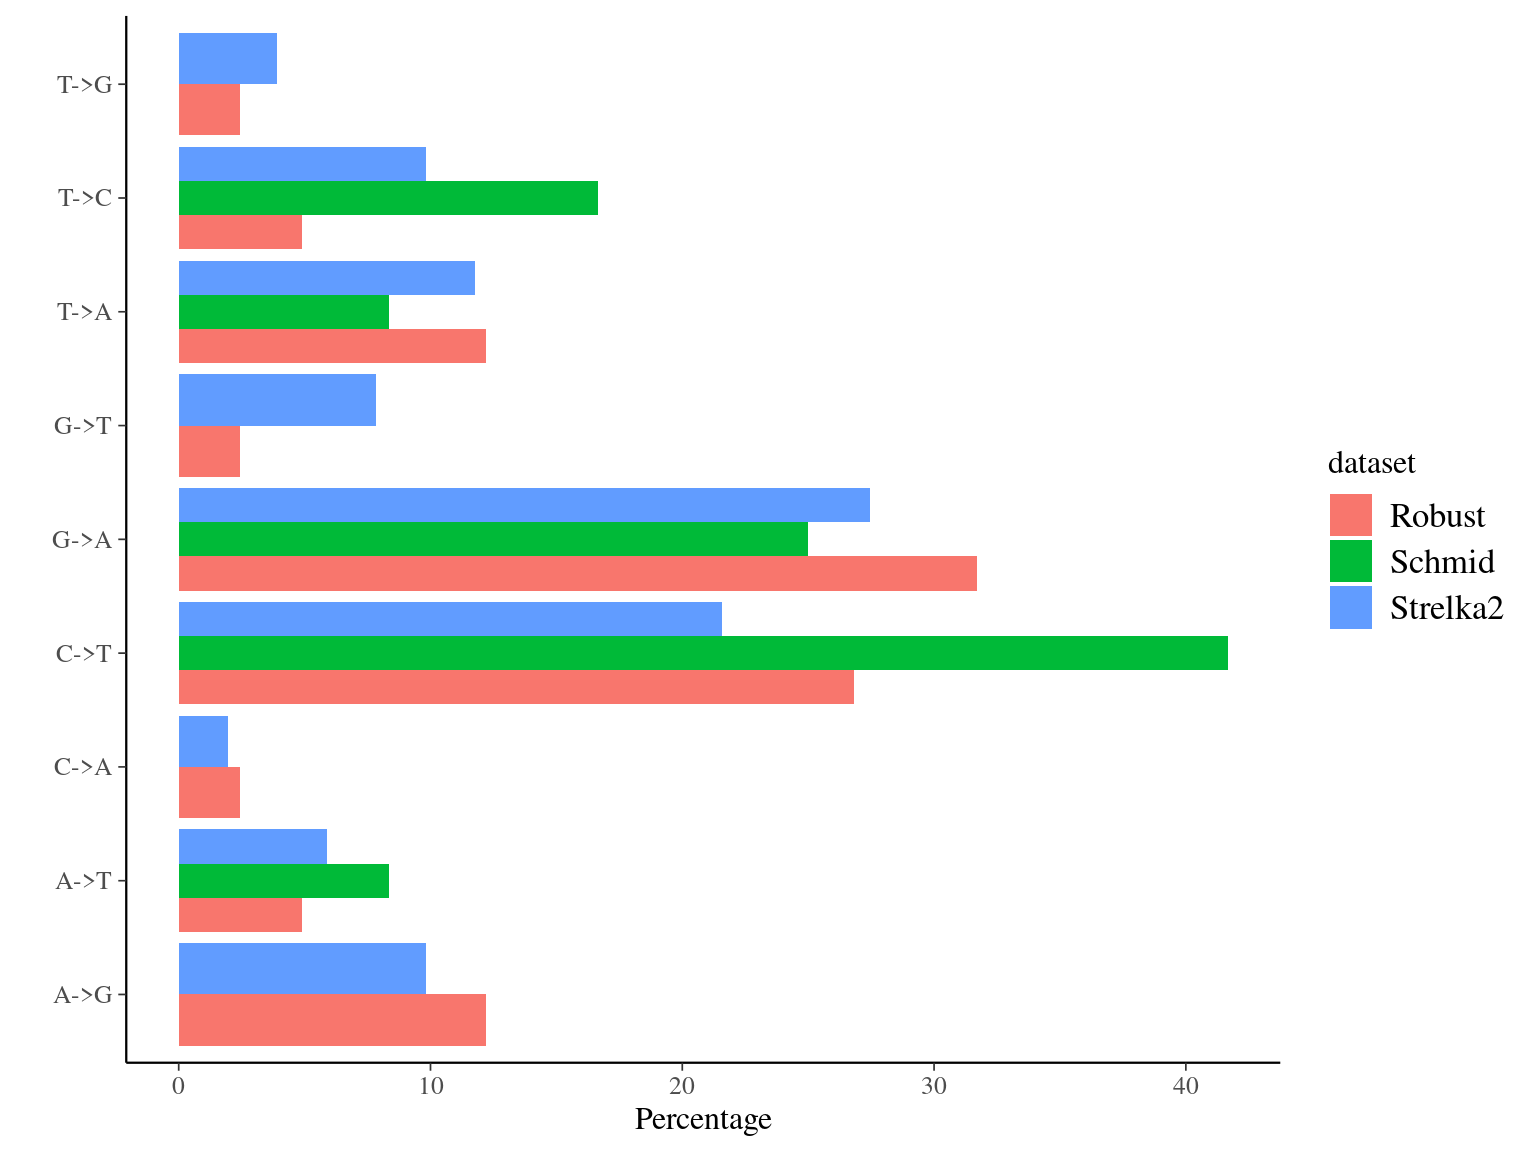 T->G
T->C
T->A
G->T
G->A
C->T
C->A
A->T
A->G
0 10 20 30 40
Percentage
dataset
Robust
Schmid
Strelka2